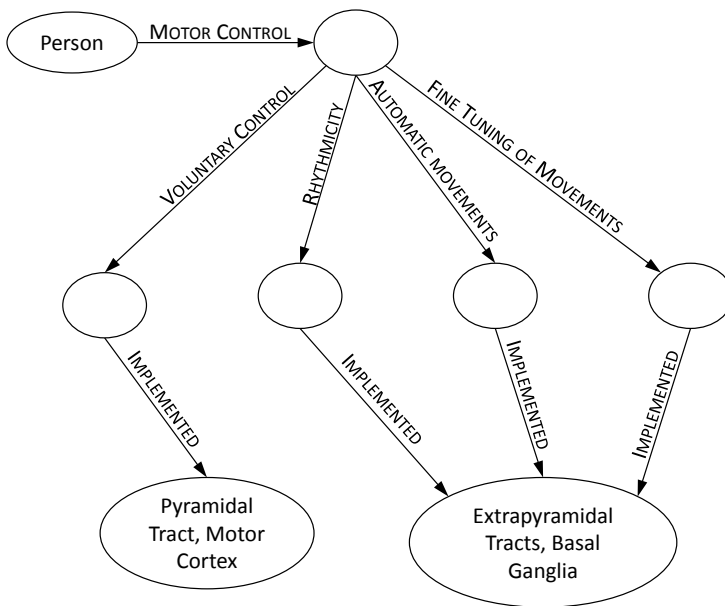 Person
MOTOR CONTROL
VOLUNTARY CONTROL
RHYTHMICITY
AUTOMATIC MOVEMENTS
FINE TUNING OF MOVEMENTS
IMPLEMENTED
IMPLEMENTED
IMPLEMENTED
IMPLEMENTED
Pyramidal
Tract, Motor
Cortex
Extrapyramidal
Tracts, Basal
Ganglia